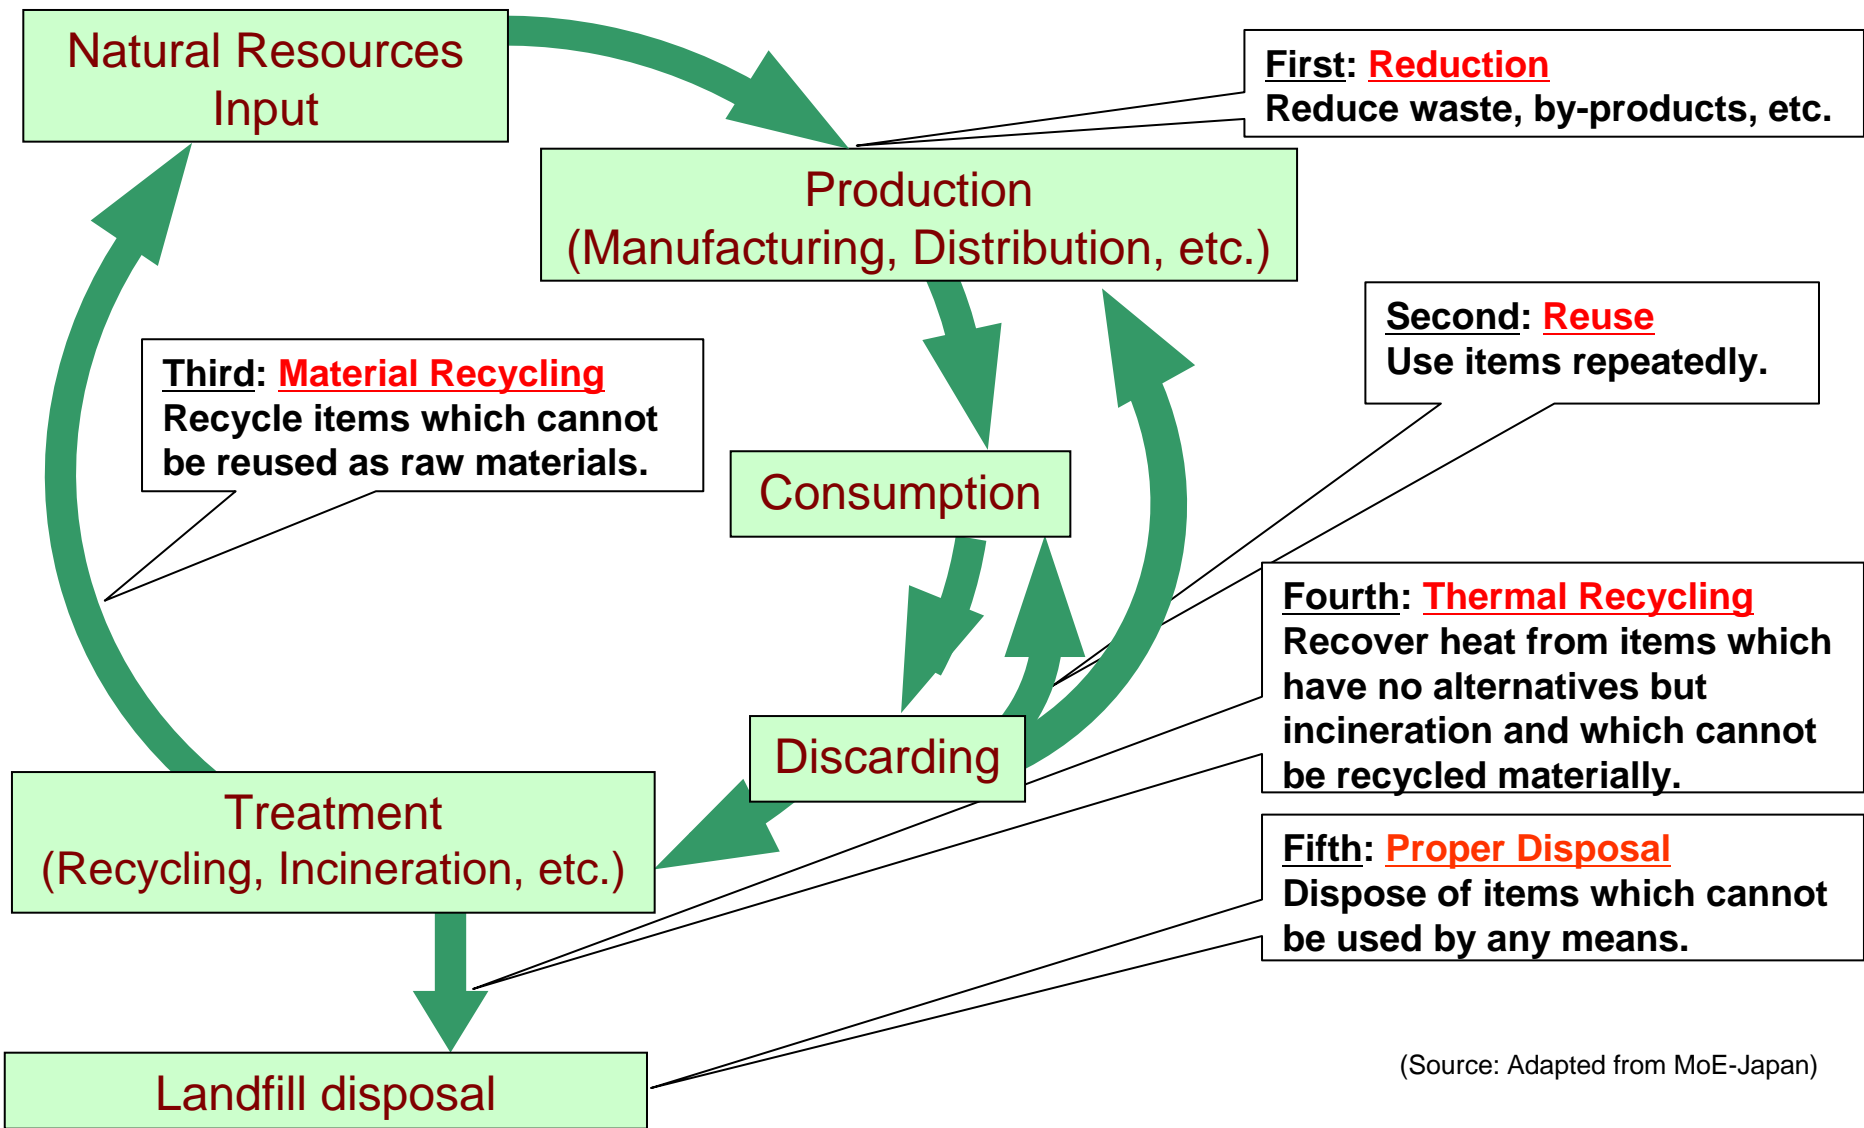 Natural Resources
Input
First: Reduction
Reduce waste, by-products, etc.
Production
(Manufacturing, Distribution, etc.)
Second: Reuse
Use items repeatedly.
Third: Material Recycling
Recycle items which cannot
be reused as raw materials.
Consumption
Fourth: Thermal Recycling
Recover heat from items which
have no alternatives but
incineration and which cannot
be recycled materially.
Discarding
Treatment
(Recycling, Incineration, etc.)
Fifth: Proper Disposal
Dispose of items which cannot
be used by any means.
Landfill disposal
(Source: Adapted from MoE-Japan)